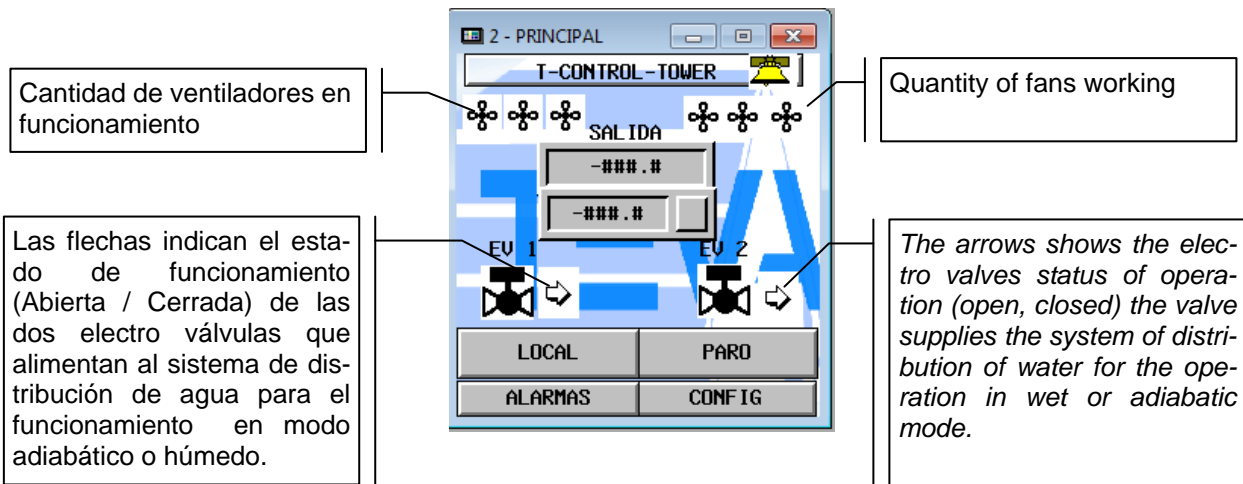 2 - PRINCIPAL
T-CONTROL-TOWER
Cantidad de ventiladores en
funcionamiento
Quantity of fans working
SALIDA
-###.#
-###.#
EV 1
EV 2
Las flechas indican el esta-
do de funcionamiento
(Abierta / Cerrada) de las
dos electro válvulas que
alimentan al sistema de dis-
tribución de agua para el
funcionamiento en modo
adiabático o húmedo.
The arrows shows the elec-
tro valves status of opera-
tion (open, closed) the valve
supplies the system of distri-
bution of water for the ope-
ration in wet or adiabatic
mode.
LOCAL
PARO
ALARMAS
CONFIG